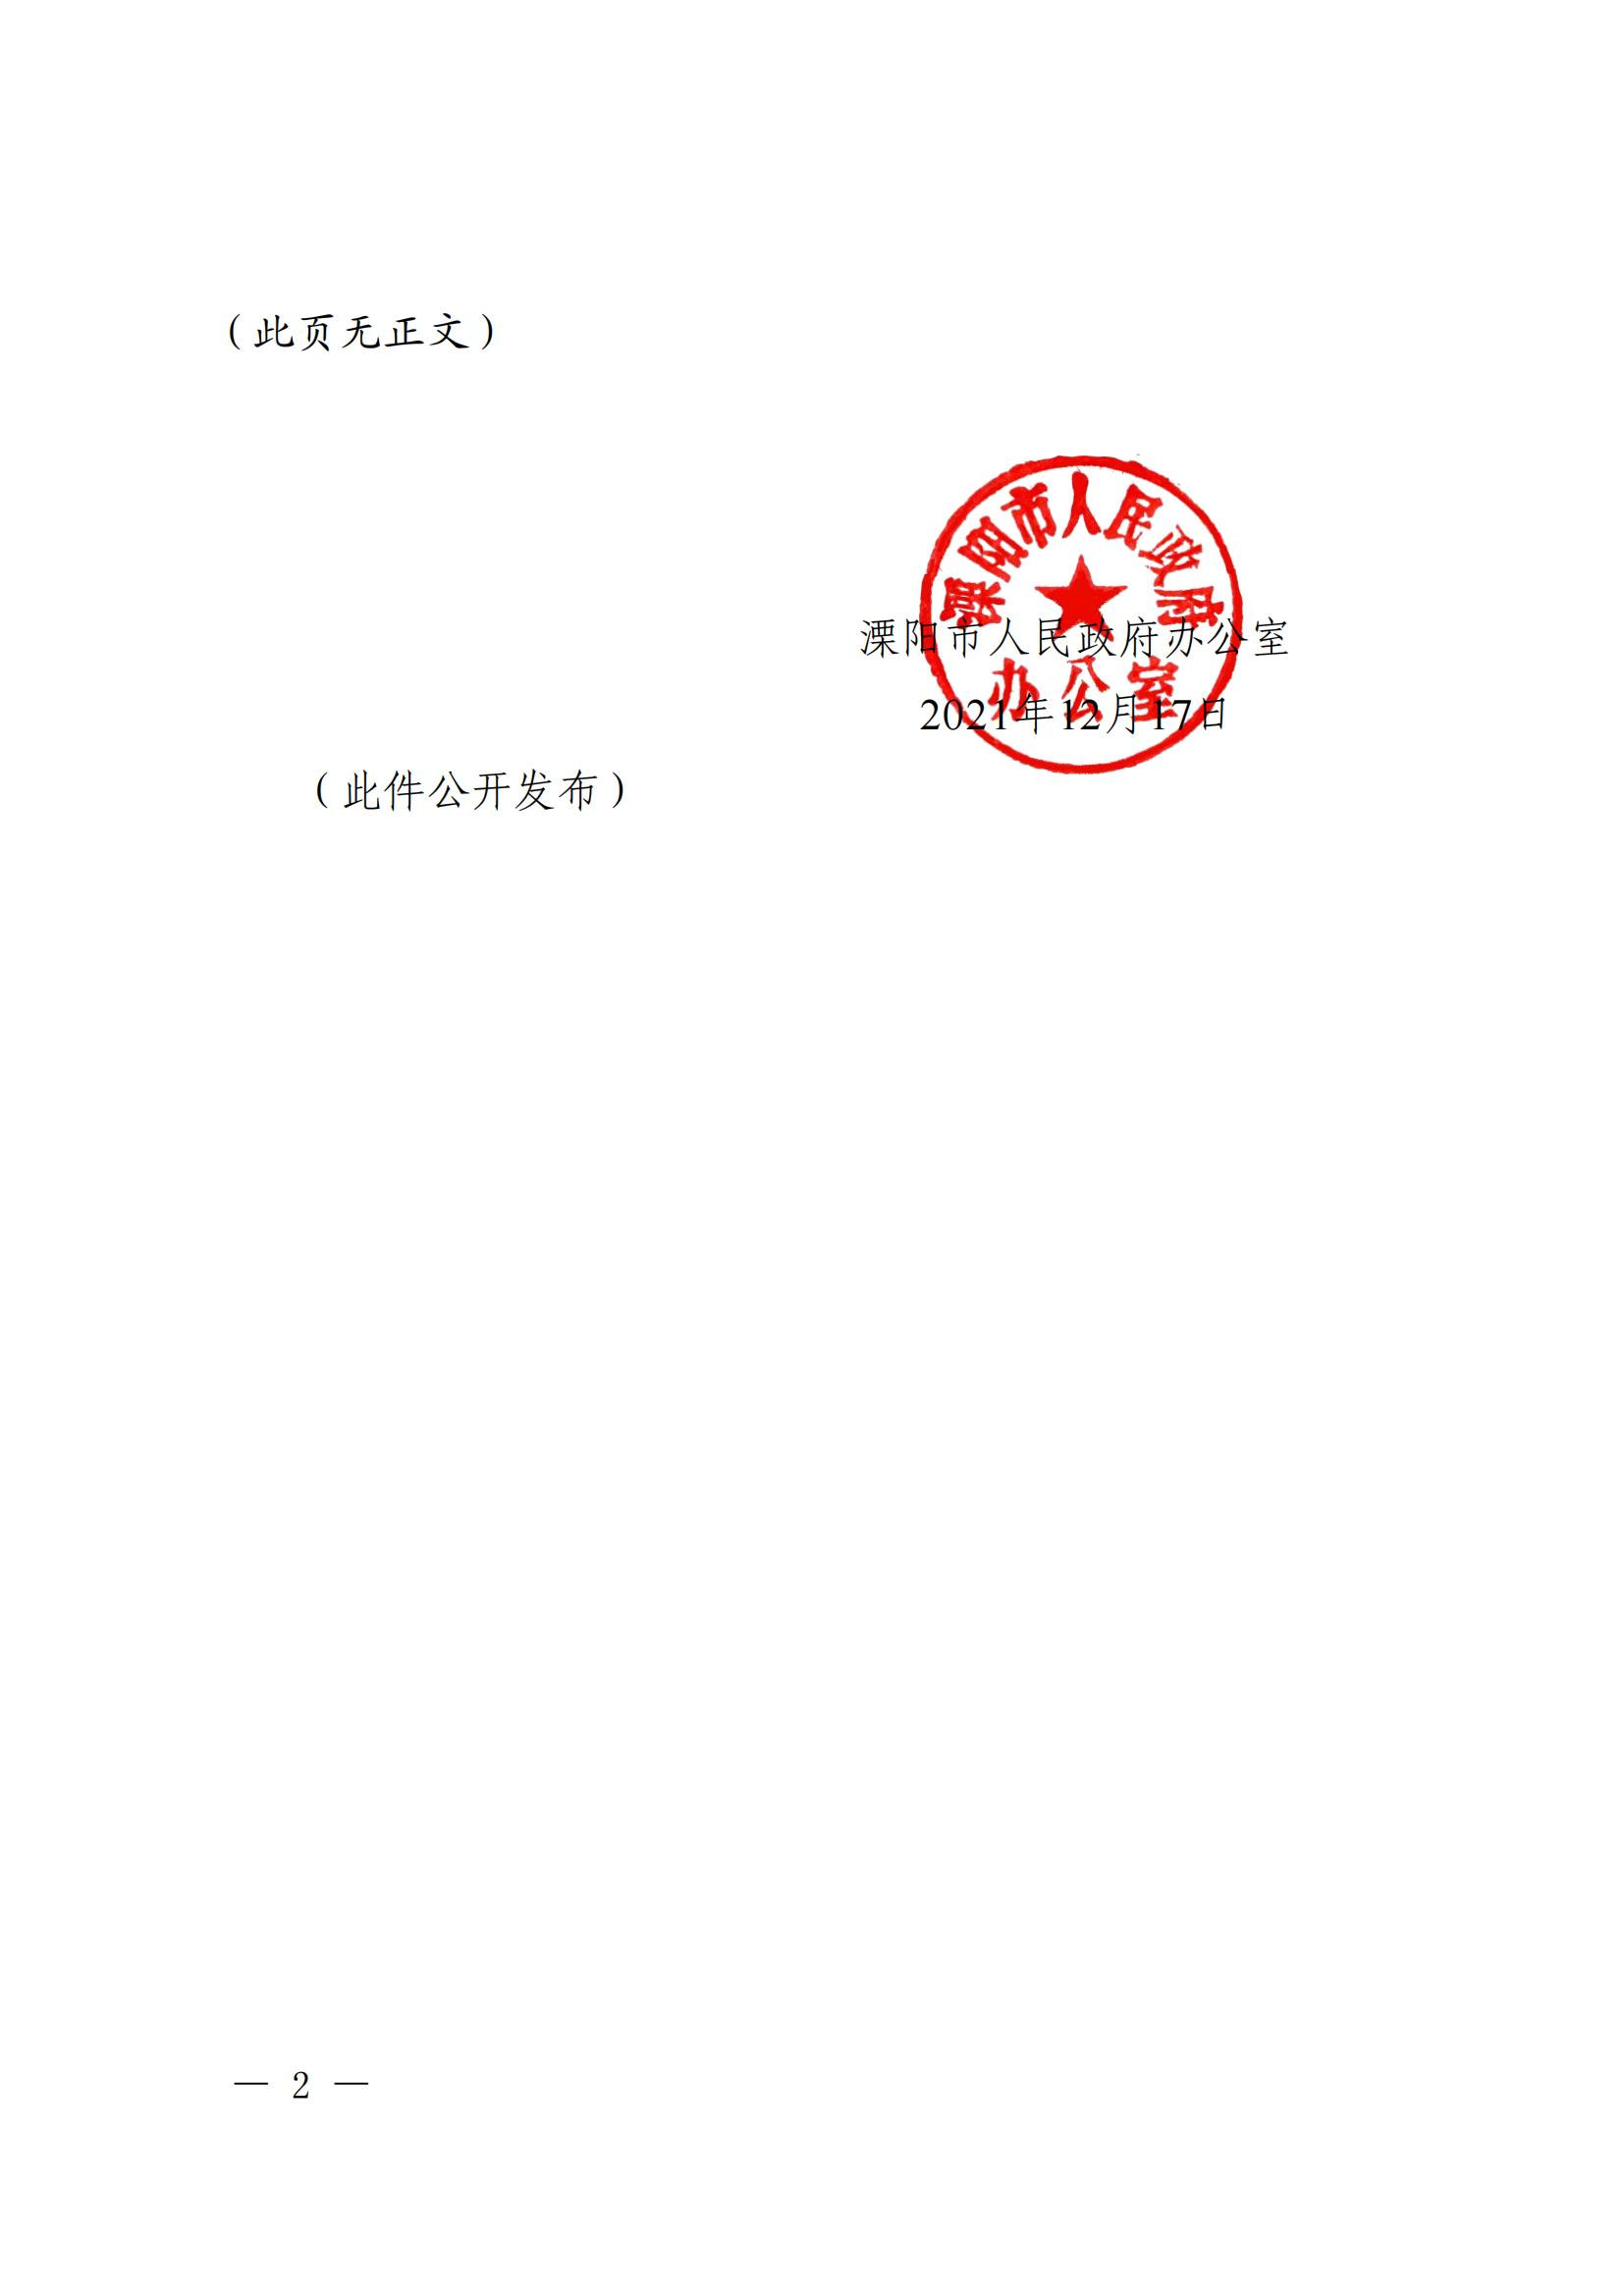 （此页无正文）
溧阳市人民政府
办公室
溧阳市人民政府办公室
2021年12月17日
（此件公开发布）
— 2 —